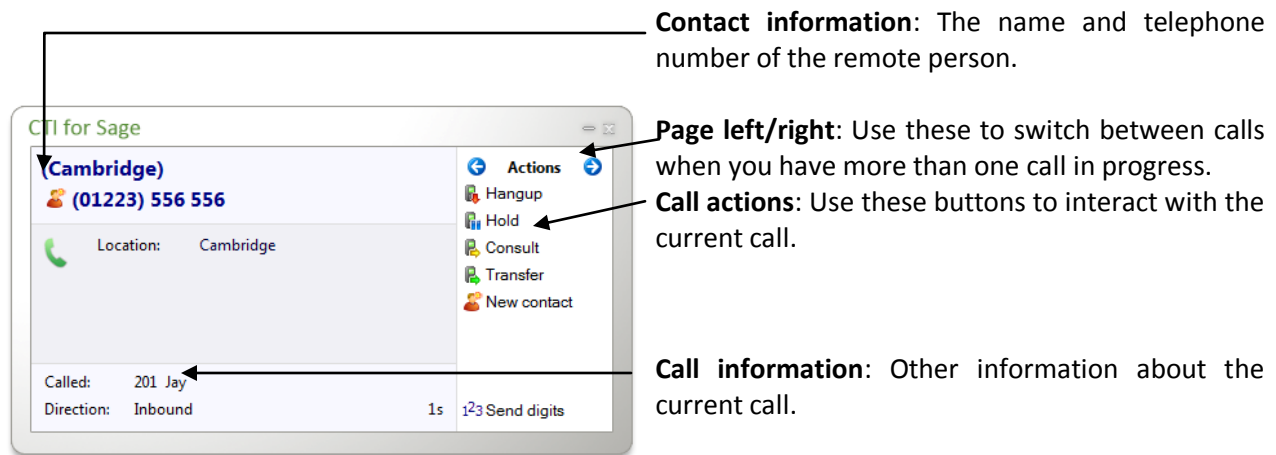 Contact information: The name and telephone
number of the remote person.
CTI for Sage
Page left/right: Use these to switch between calls
when you have more than one call in progress.
(Cambridge)
(01223) 556 556
Actions
Hangup
Hold
Consult
Transfer
New contact
Call actions: Use these buttons to interact with the
current call.
Location: Cambridge
Call information: Other information about the
current call.
Called: 201 Jay
Direction: Inbound 1s
123 Send digits